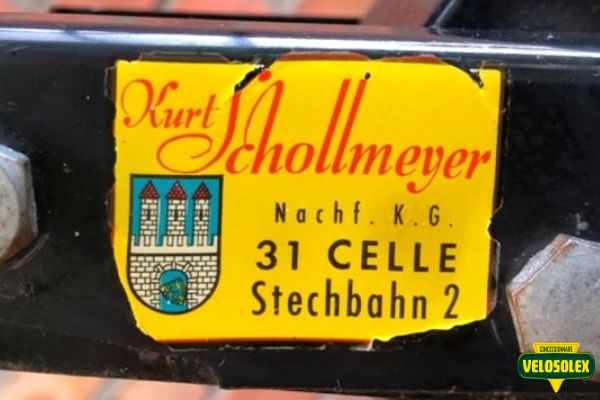 Kurt Schollmeyer
Nachf. K.G.
31 CELLE
Stechbahn 2
CONCESSIONNAIRE
VELOSOLEX